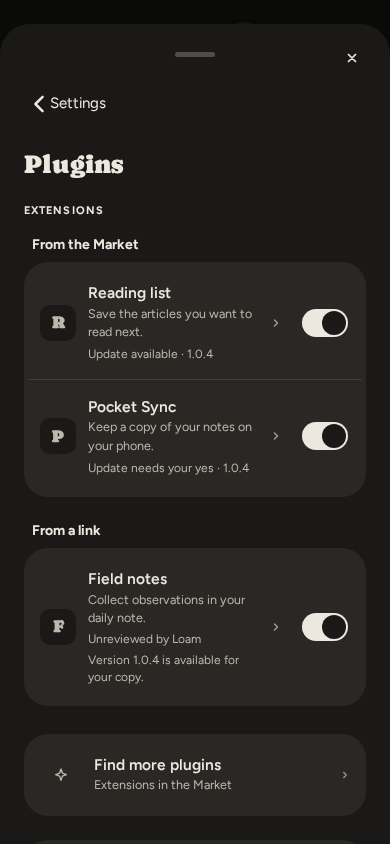 Settings
Plugins
EXTENSIONS
From the Market
R
Reading list
Save the articles you want to
read next.
Update available · 1.0.4
P
Pocket Sync
Keep a copy of your notes on
your phone.
Update needs your yes · 1.0.4
From a link
F
Field notes
Collect observations in your
daily note.
Unreviewed by Loam
Version 1.0.4 is available for
your copy.
Find more plugins
Extensions in the Market